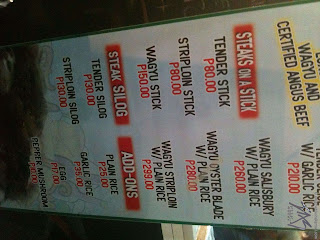 WAGYU AND
CERTIFIED ANGUS BEEF
STEAKS ON A STICK
TENDER STICK
P80.00
STRIPLOIN STICK
P80.00
WAGYU STICK
P150.00
STEAK SILOG
TENDER SILOG
P130.00
STRIPLOIN SILOG
P130.00
W/ GARLIC RICE
P210.00
WAGYU SALISBURY
W/ PLAIN RICE
P260.00
WAGYU OYSTER BLADE
W/ PLAIN RICE
P280.00
WAGYU STRIPLOIN
W/ PLAIN RICE
P299.00
ADD-ONS
PLAIN RICE
P25.00
GARLIC RICE
EGG
PEPPER MUSHROOM